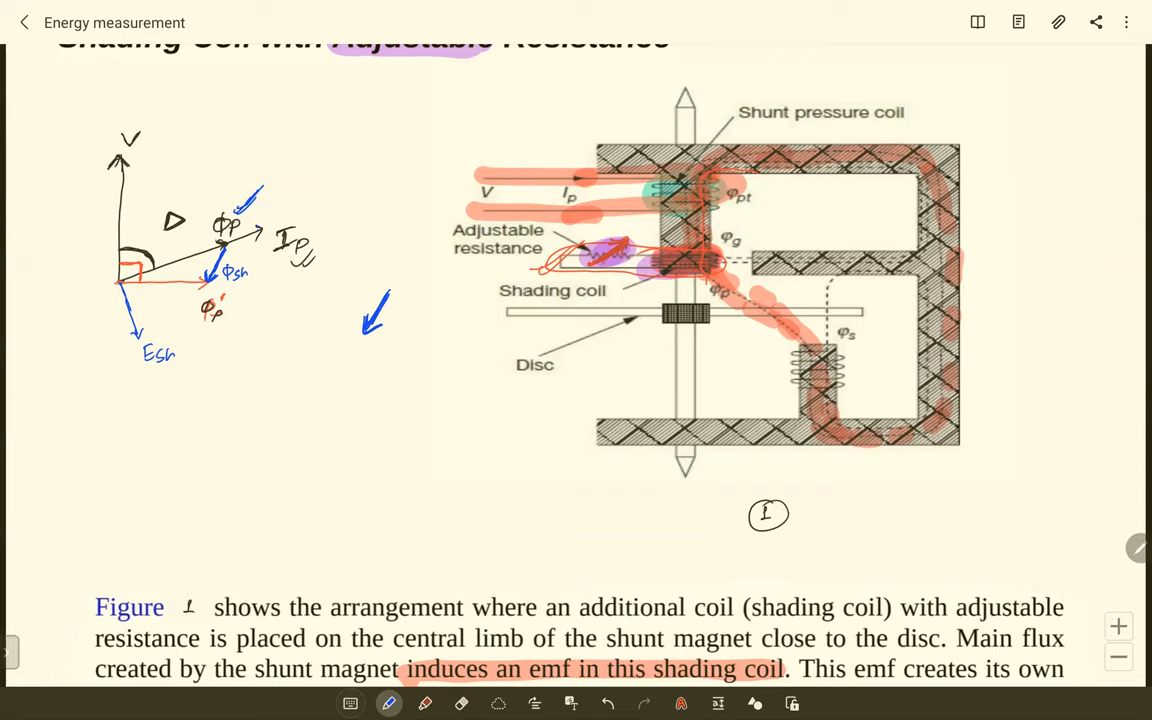 Energy measurement
Shading Coil with Adjustable Resistance
V
Δ
Φp
Ip
Φsh
Φp'
Esh
Shunt pressure coil
V
Ip
φpt
Adjustable
resistance
φg
Shading coil
φp
φs
Disc
1
Figure 1 shows the arrangement where an additional coil (shading coil) with adjustable
resistance is placed on the central limb of the shunt magnet close to the disc. Main flux
created by the shunt magnet induces an emf in this shading coil. This emf creates its own